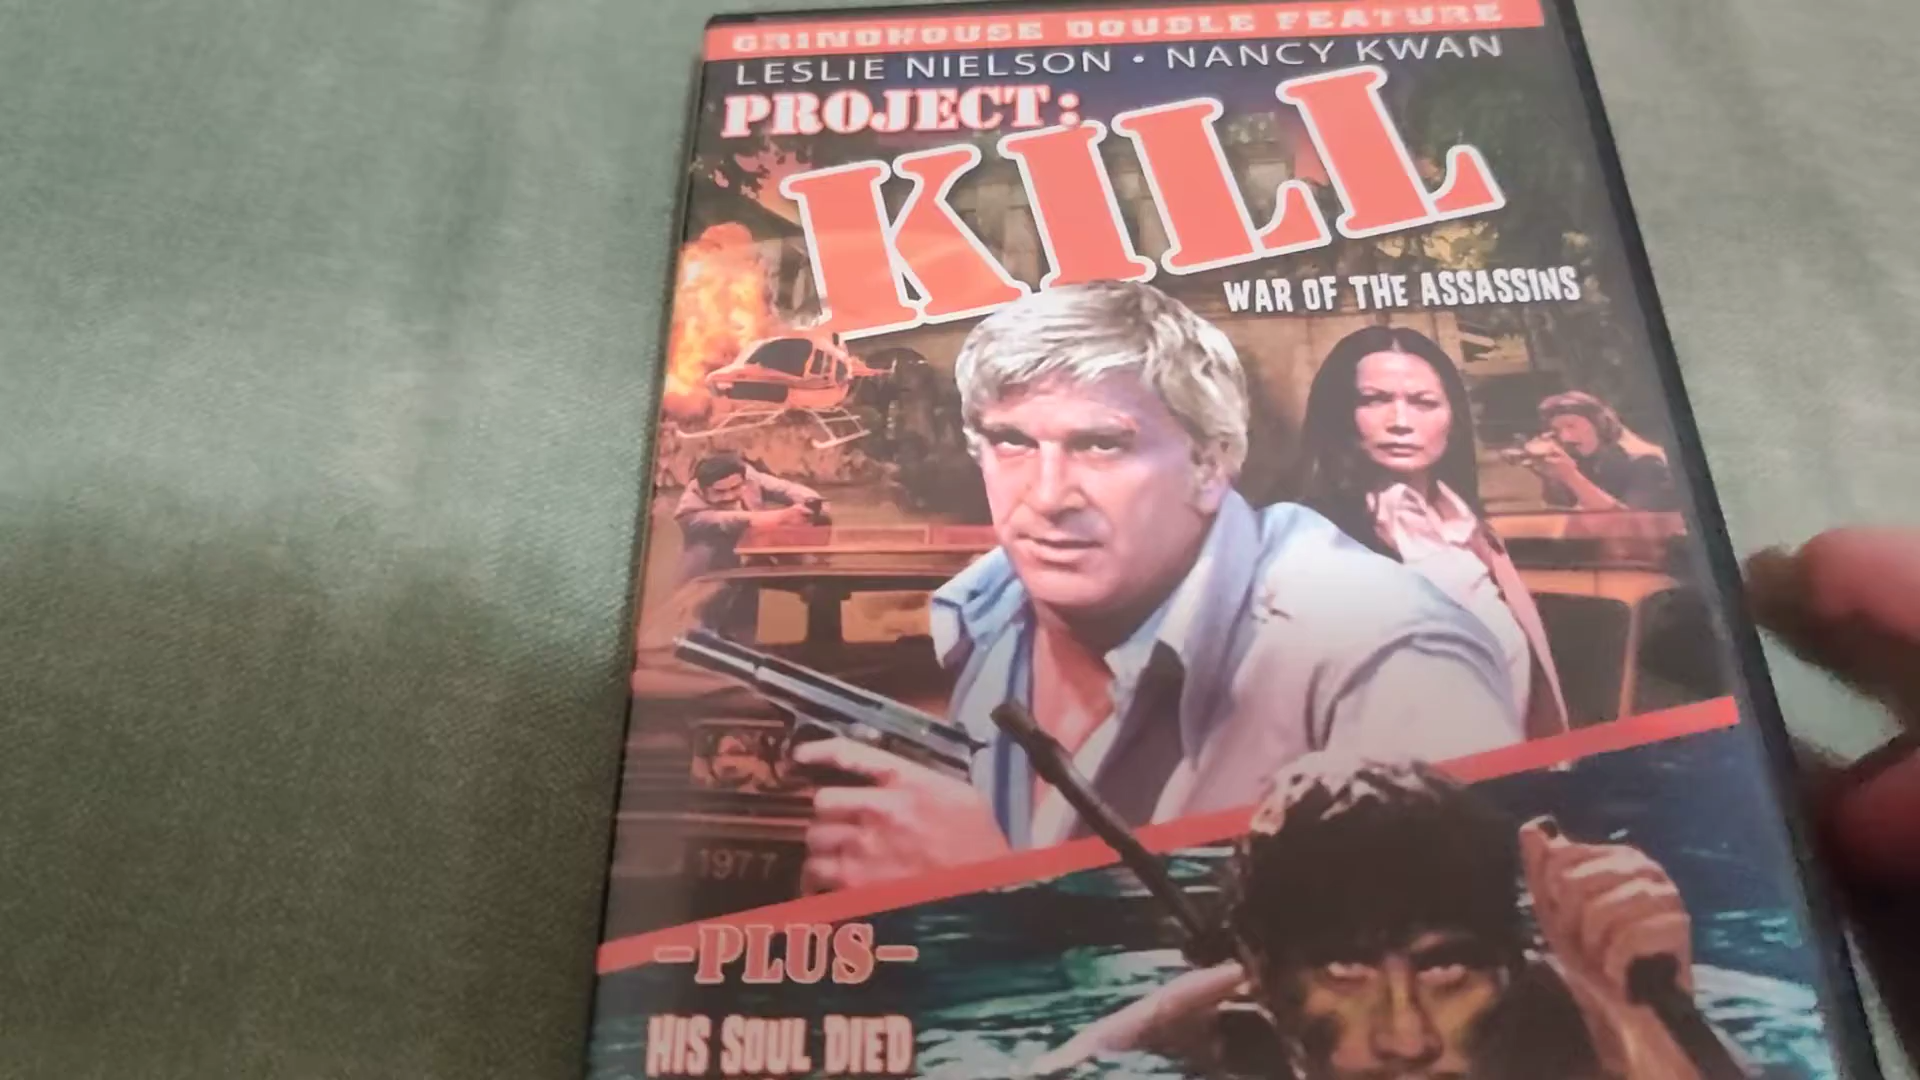 GRINDHOUSE DOUBLE FEATURE
LESLIE NIELSON • NANCY KWAN
PROJECT:
KILL
WAR OF THE ASSASSINS
1977
-PLUS-
HIS SOUL DIED